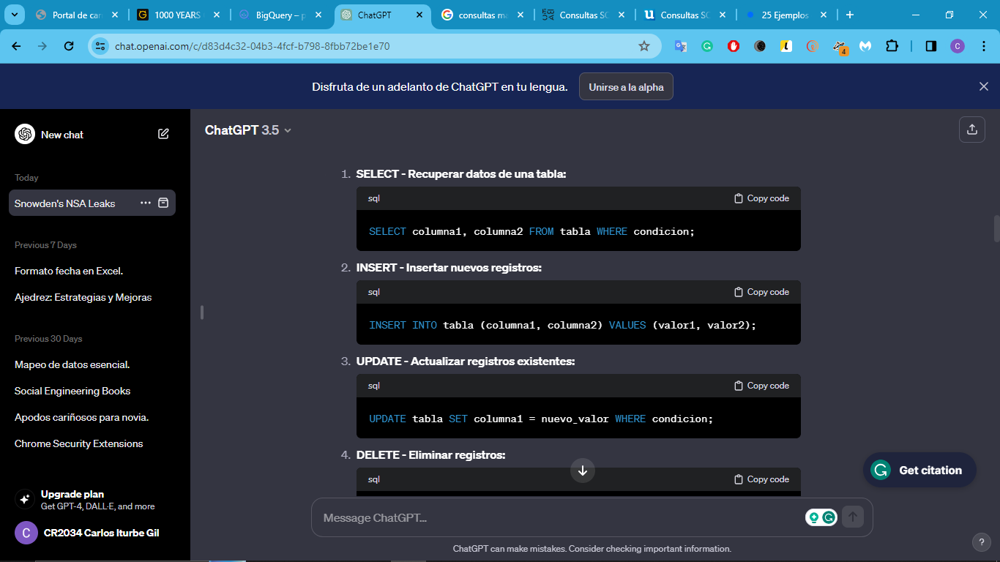 Portal de car
1000 YEARS
BigQuery – p
ChatGPT
consultas ma
Consultas SQ
Consultas SQ
25 Ejemplos
chat.openai.com/c/d83d4c32-04b3-4fcf-b798-8fbb72be1e70
4
C
Disfruta de un adelanto de ChatGPT en tu lengua.
Unirse a la alpha
New chat
Today
Snowden's NSA Leaks
Previous 7 Days
Formato fecha en Excel.
Ajedrez: Estrategias y Mejoras
Previous 30 Days
Mapeo de datos esencial.
Social Engineering Books
Apodos cariñosos para novia.
Chrome Security Extensions
Upgrade plan
Get GPT-4, DALL·E, and more
C
CR2034 Carlos Iturbe Gil
ChatGPT 3.5
1. SELECT - Recuperar datos de una tabla:
sql
Copy code
SELECT columna1, columna2 FROM tabla WHERE condicion;
2. INSERT - Insertar nuevos registros:
sql
Copy code
INSERT INTO tabla (columna1, columna2) VALUES (valor1, valor2);
3. UPDATE - Actualizar registros existentes:
sql
Copy code
UPDATE tabla SET columna1 = nuevo_valor WHERE condicion;
4. DELETE - Eliminar registros:
sql
Copy code
Get citation
Message ChatGPT...
ChatGPT can make mistakes. Consider checking important information.
?